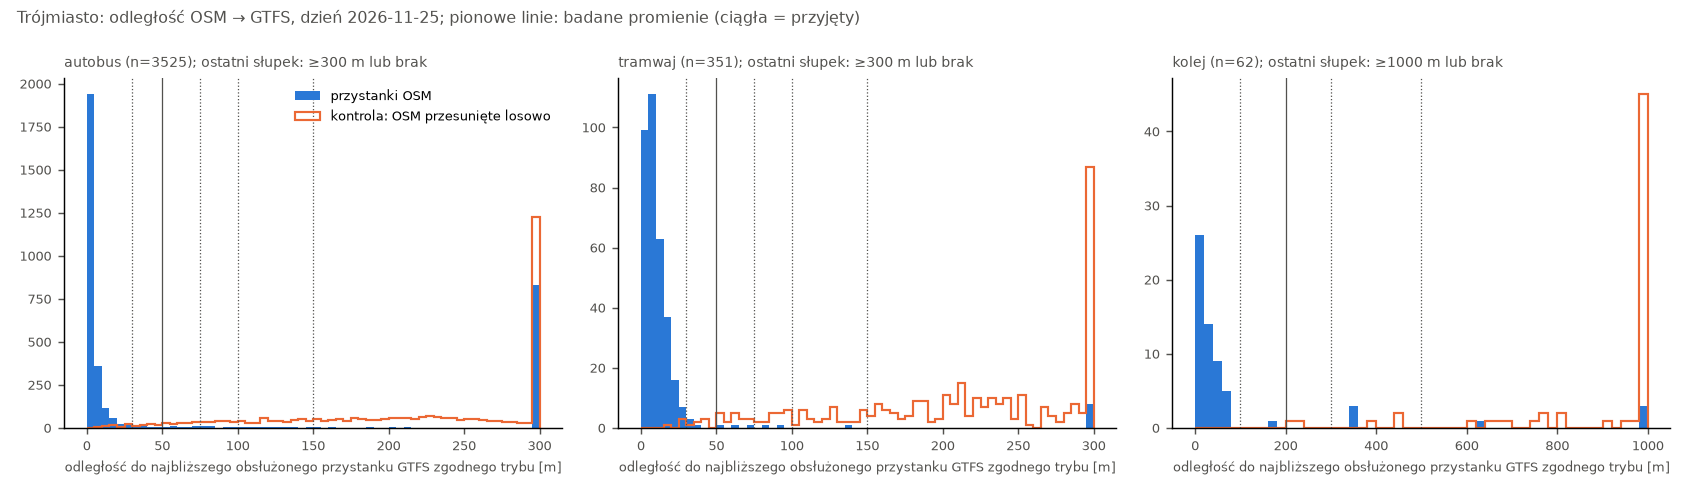 Trójmiasto: odległość OSM → GTFS, dzień 2026-11-25; pionowe linie: badane promienie (ciągła = przyjęty)
autobus (n=3525); ostatni słupek: ≥300 m lub brak
przystanki OSM
kontrola: OSM przesunięte losowo
2000
1750
1500
1250
1000
750
500
250
0
0 50 100 150 200 250 300
odległość do najbliższego obsłużonego przystanku GTFS zgodnego trybu [m]
tramwaj (n=351); ostatni słupek: ≥300 m lub brak
100
80
60
40
20
0
0 50 100 150 200 250 300
odległość do najbliższego obsłużonego przystanku GTFS zgodnego trybu [m]
kolej (n=62); ostatni słupek: ≥1000 m lub brak
40
30
20
10
0
0 200 400 600 800 1000
odległość do najbliższego obsłużonego przystanku GTFS zgodnego trybu [m]